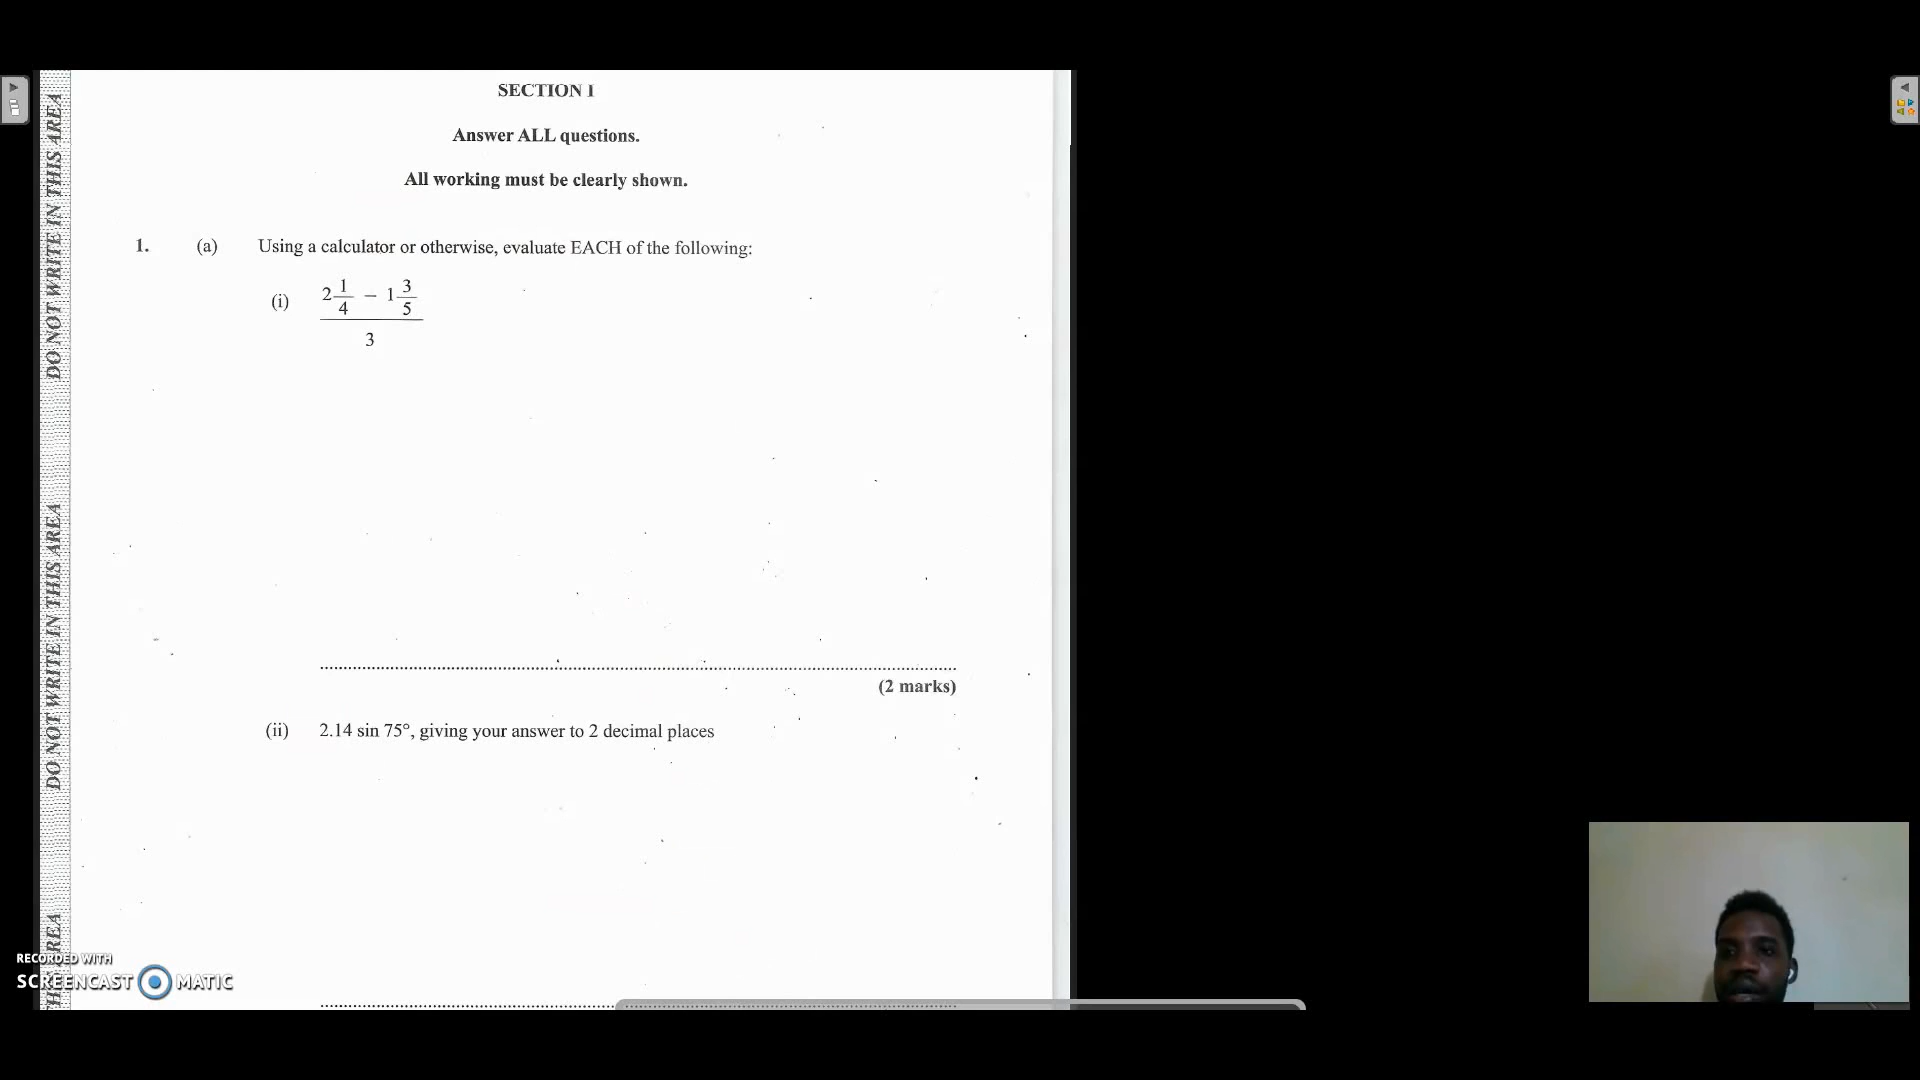 SECTION I
Answer ALL questions.
All working must be clearly shown.
1. (a) Using a calculator or otherwise, evaluate EACH of the following:
(i) 2 1/4 − 1 3/5
3
(2 marks)
(ii) 2.14 sin 75°, giving your answer to 2 decimal places
DO NOT WRITE IN THIS AREA
DO NOT WRITE IN THIS AREA
THIS AREA
RECORDED WITH
SCREENCAST MATIC